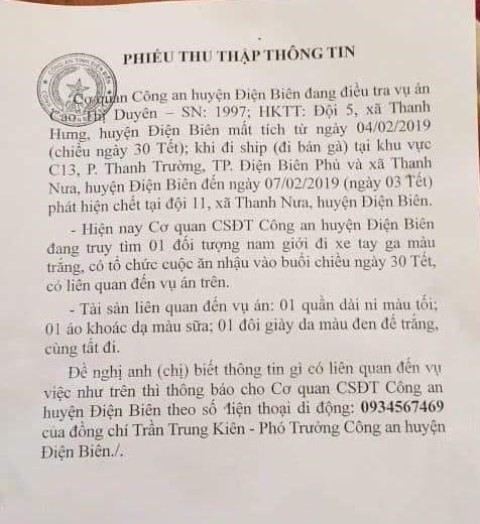 PHIẾU THU THẬP THÔNG TIN
Cơ quan Công an huyện Điện Biên đang điều tra vụ án
Cao Thị Duyên – SN: 1997; HKTT: Đội 5, xã Thanh
Hưng, huyện Điện Biên mất tích từ ngày 04/02/2019
(chiều ngày 30 Tết); khi đi ship (đi bán gà) tại khu vực
C13, P. Thanh Trường, TP. Điện Biên Phủ và xã Thanh
Nưa, huyện Điện Biên đến ngày 07/02/2019 (ngày 03 Tết)
phát hiện chết tại đội 11, xã Thanh Nưa, huyện Điện Biên.
- Hiện nay Cơ quan CSĐT Công an huyện Điện Biên
đang truy tìm 01 đối tượng nam giới đi xe tay ga màu
trắng, có tổ chức cuộc ăn nhậu vào buổi chiều ngày 30 Tết,
có liên quan đến vụ án trên.
- Tài sản liên quan đến vụ án: 01 quần dài nỉ màu tối;
01 áo khoác dạ màu sữa; 01 đôi giày da màu đen đế trắng,
cùng tất đi.
Đề nghị anh (chị) biết thông tin gì có liên quan đến vụ
việc như trên thì thông báo cho Cơ quan CSĐT Công an
huyện Điện Biên theo số điện thoại di động: 0934567469
của đồng chí Trần Trung Kiên - Phó Trưởng Công an huyện
Điện Biên./.